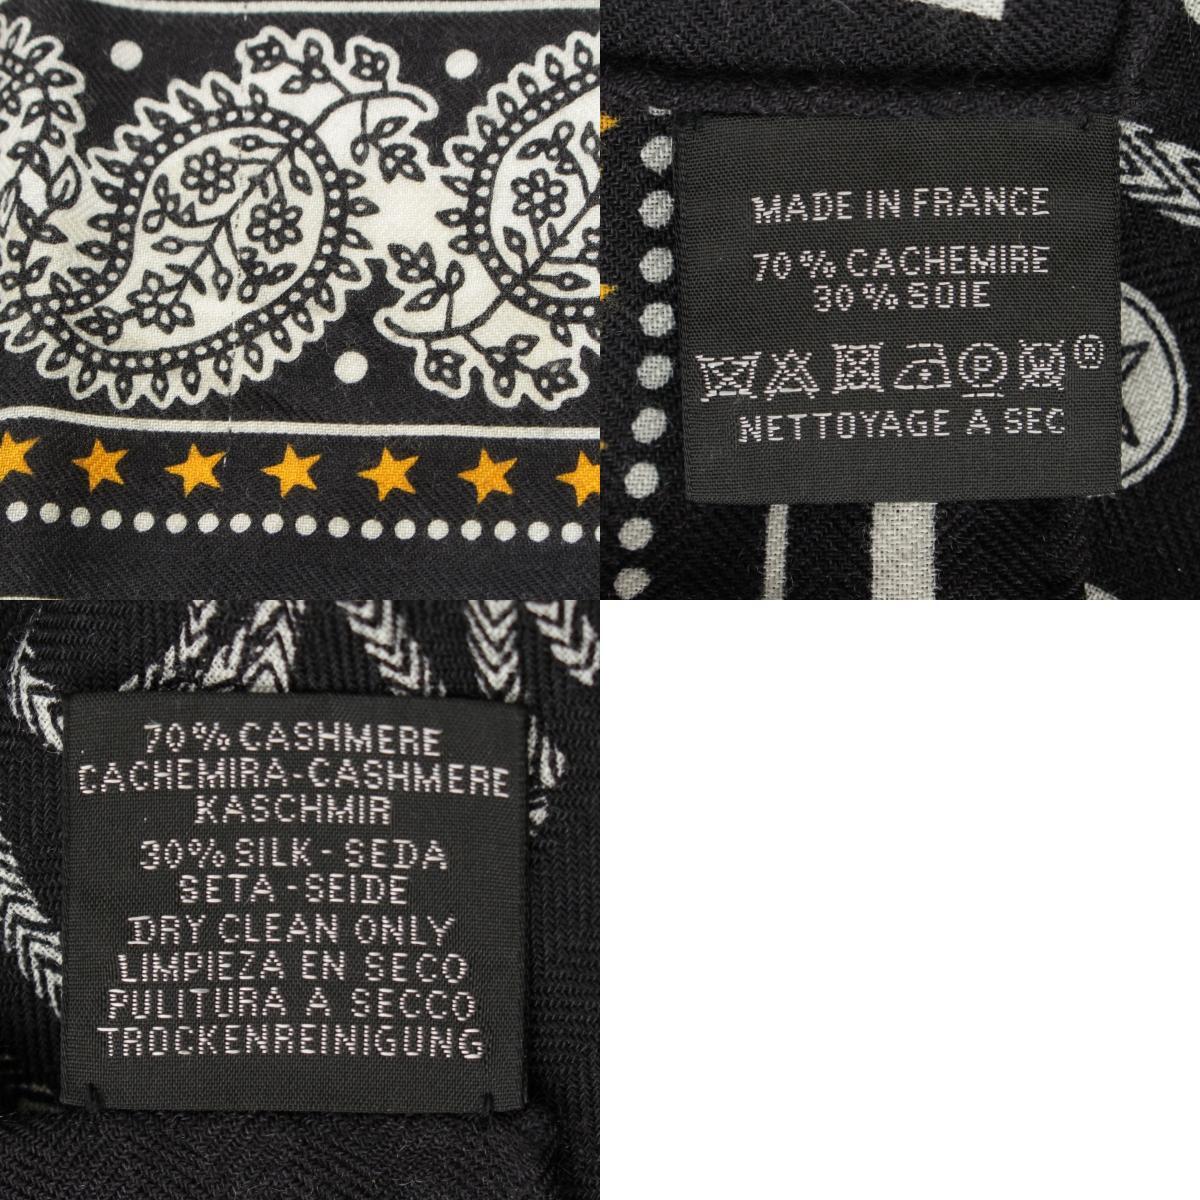 MADE IN FRANCE
70% CACHEMIRE
30% SOIE
P
®
NETTOYAGE A SEC
70% CASHMERE
CACHEMIRA-CASHMERE
KASCHMIR
30% SILK-SEDA
SETA-SEIDE
DRY CLEAN ONLY
LIMPIEZA EN SECO
PULITURA A SECCO
TROCKENREINIGUNG